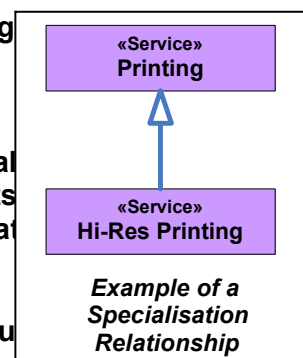 «Service»
Printing
«Service»
Hi-Res Printing
Example of a
Specialisation
Relationship